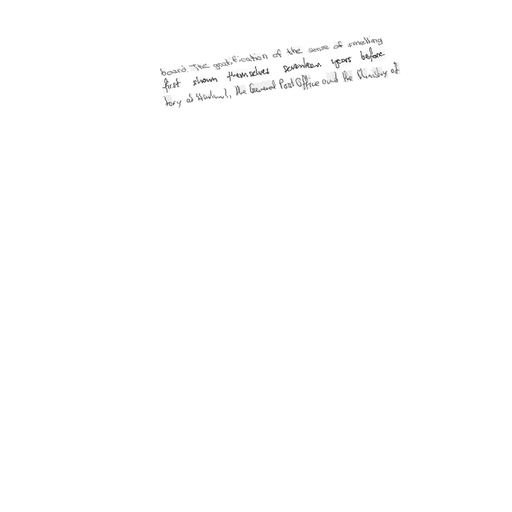 board. The gratification of the sense of smelling
first shown themselves seventeen years before
tory at the General Post Office and the Ministry of